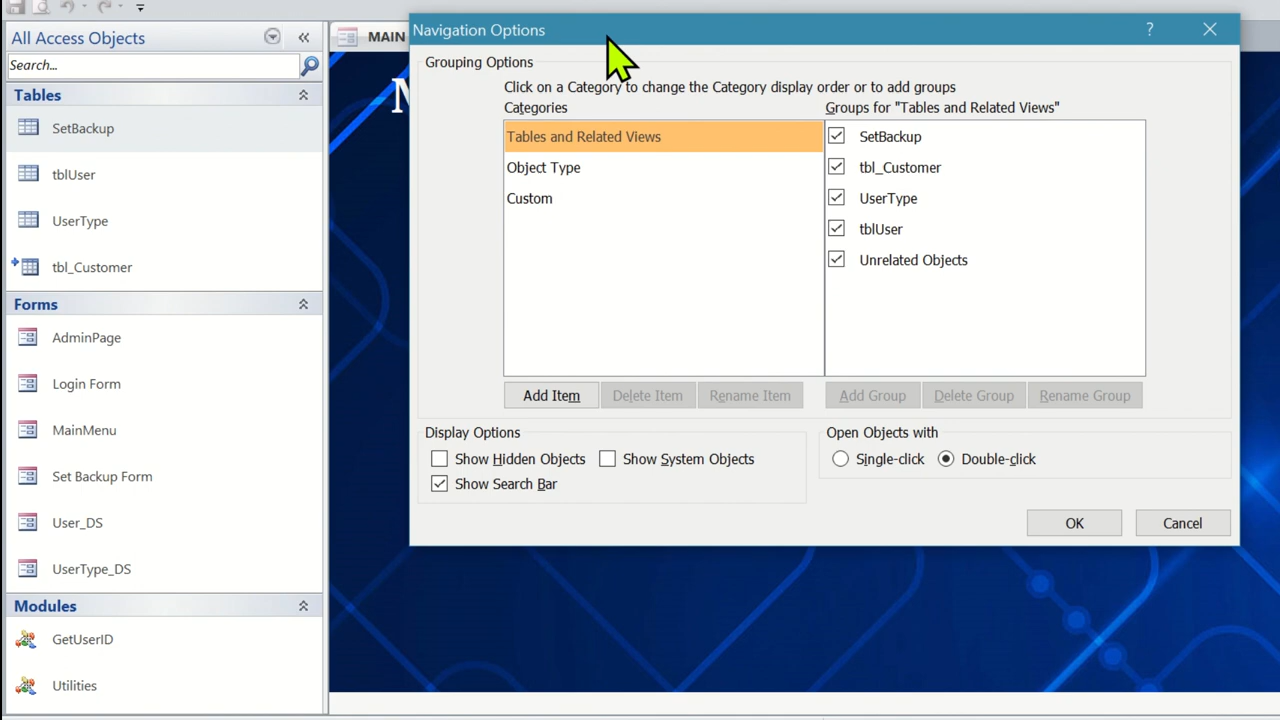 All Access Objects
Search...
Tables
SetBackup
tblUser
UserType
tbl_Customer
Forms
AdminPage
Login Form
MainMenu
Set Backup Form
User_DS
UserType_DS
Modules
GetUserID
Utilities
MAIN
M
Navigation Options
?
Grouping Options
Click on a Category to change the Category display order or to add groups
Categories
Groups for "Tables and Related Views"
Tables and Related Views
Object Type
Custom
SetBackup
tbl_Customer
UserType
tblUser
Unrelated Objects
Add Item
Delete Item
Rename Item
Add Group
Delete Group
Rename Group
Display Options
Show Hidden Objects
Show System Objects
Show Search Bar
Open Objects with
Single-click
Double-click
OK
Cancel